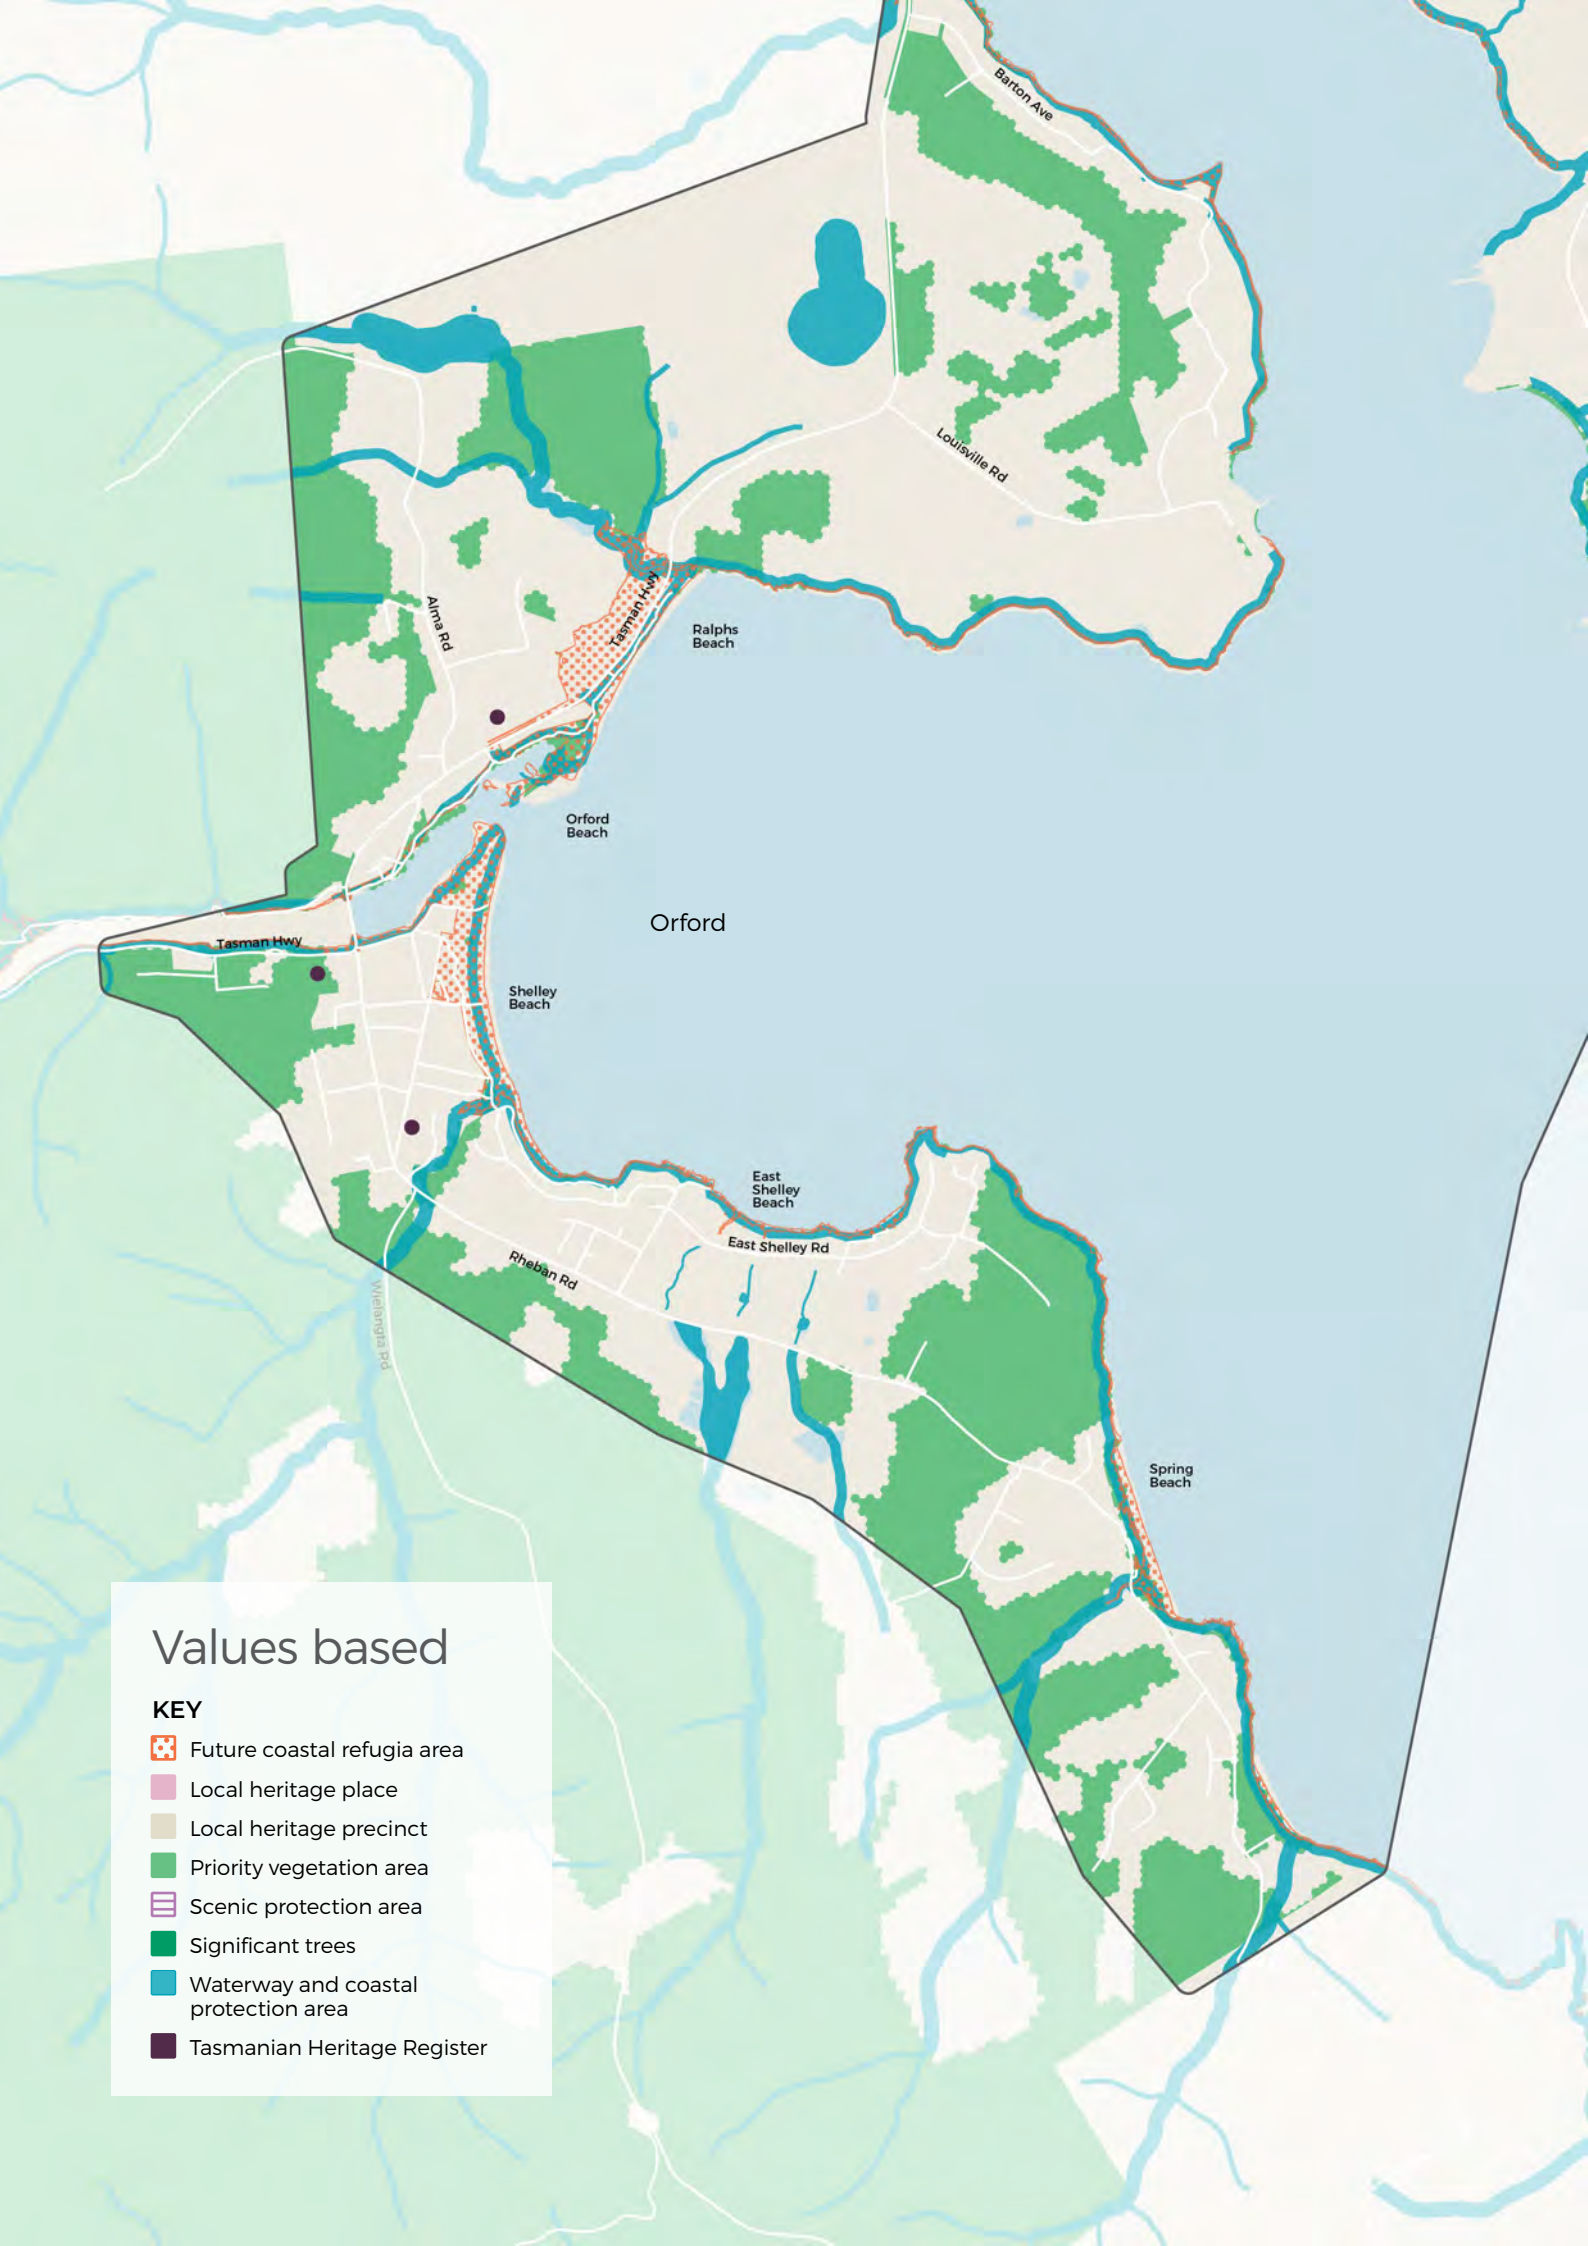 Barton Ave
Louisville Rd
Tasman Hwy
Alma Rd
Ralphs
Beach
Orford
Beach
Orford
Tasman Hwy
Shelley
Beach
East
Shelley
Beach
East Shelley Rd
Rheban Rd
Wielangta Rd
Spring
Beach
Values based
KEY
Future coastal refugia area
Local heritage place
Local heritage precinct
Priority vegetation area
Scenic protection area
Significant trees
Waterway and coastal
protection area
Tasmanian Heritage Register